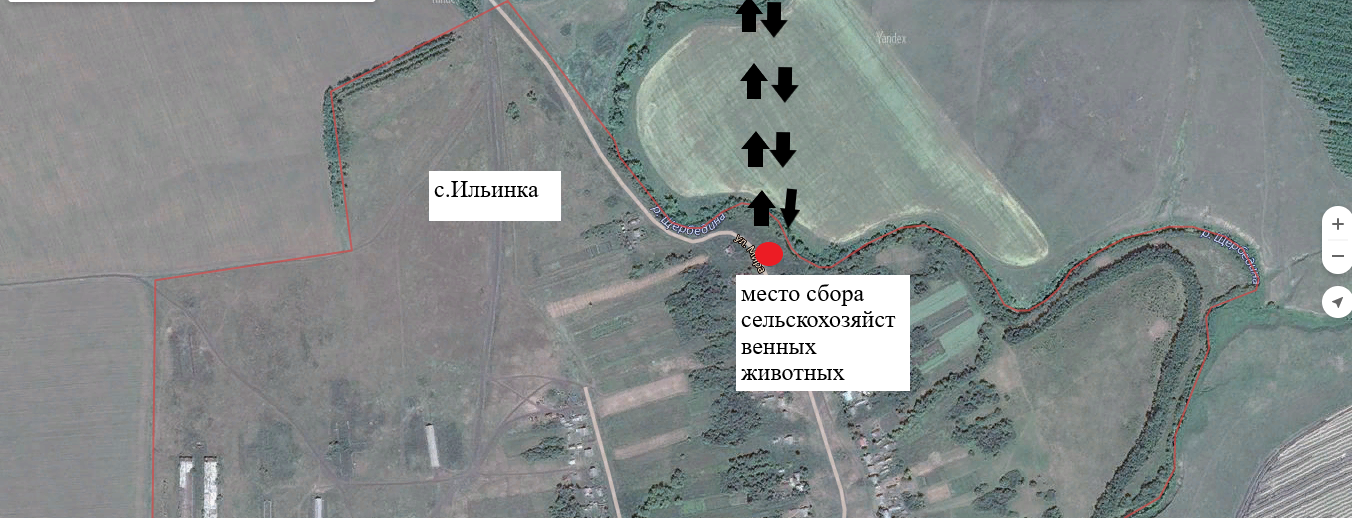 Yandex
с.Ильинка
р. Щербедина
ул. Мира
р. Щербедина
место сбора
сельскохозяйст
венных
животных